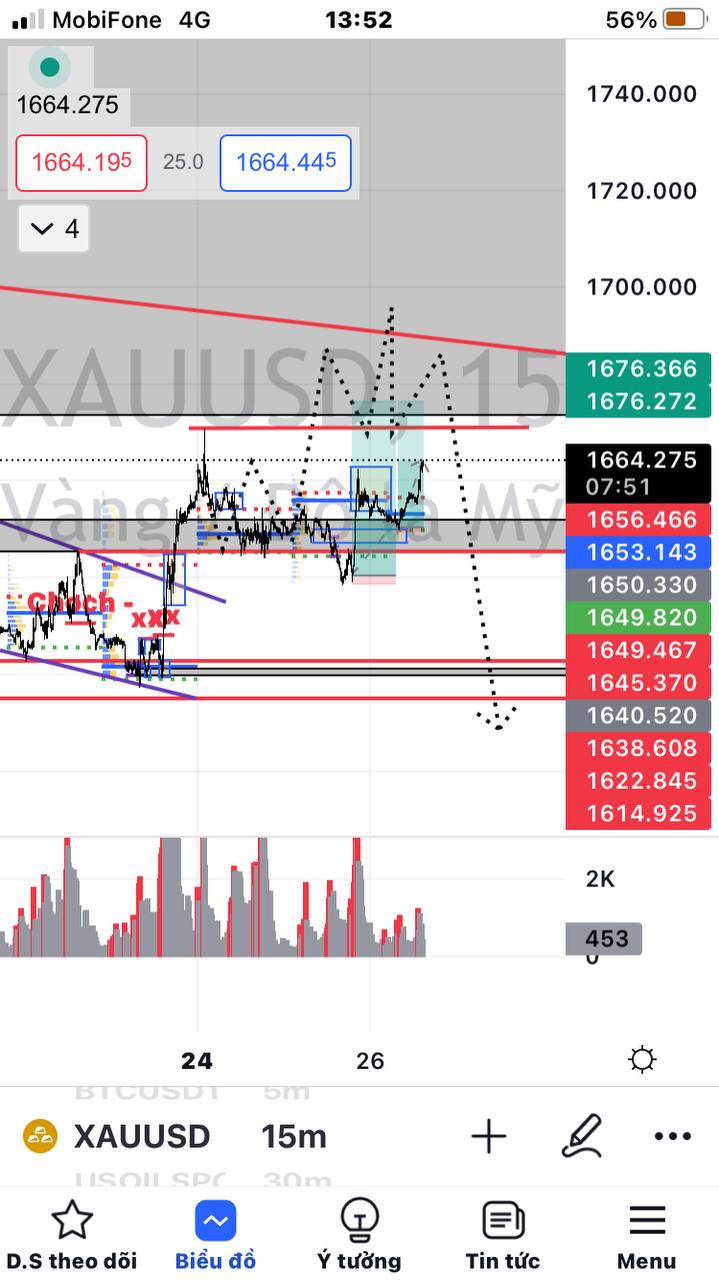 MobiFone 4G 13:52 56%
1740.000
1664.275
1664.195 25.0 1664.445
1720.000
4
1700.000
XAUUSD, 15
1676.366
1676.272
1664.275
07:51
Vàng / Đô la Mỹ
1656.466
1653.143
1650.330
Choch -
xXX
1649.820
1649.467
1645.370
1640.520
1638.608
1622.845
1614.925
2K
453
0
24 26
BTCUSDT 5m
XAUUSD 15m
30m
D.S theo dõi Biểu đồ Ý tưởng Tin tức Menu